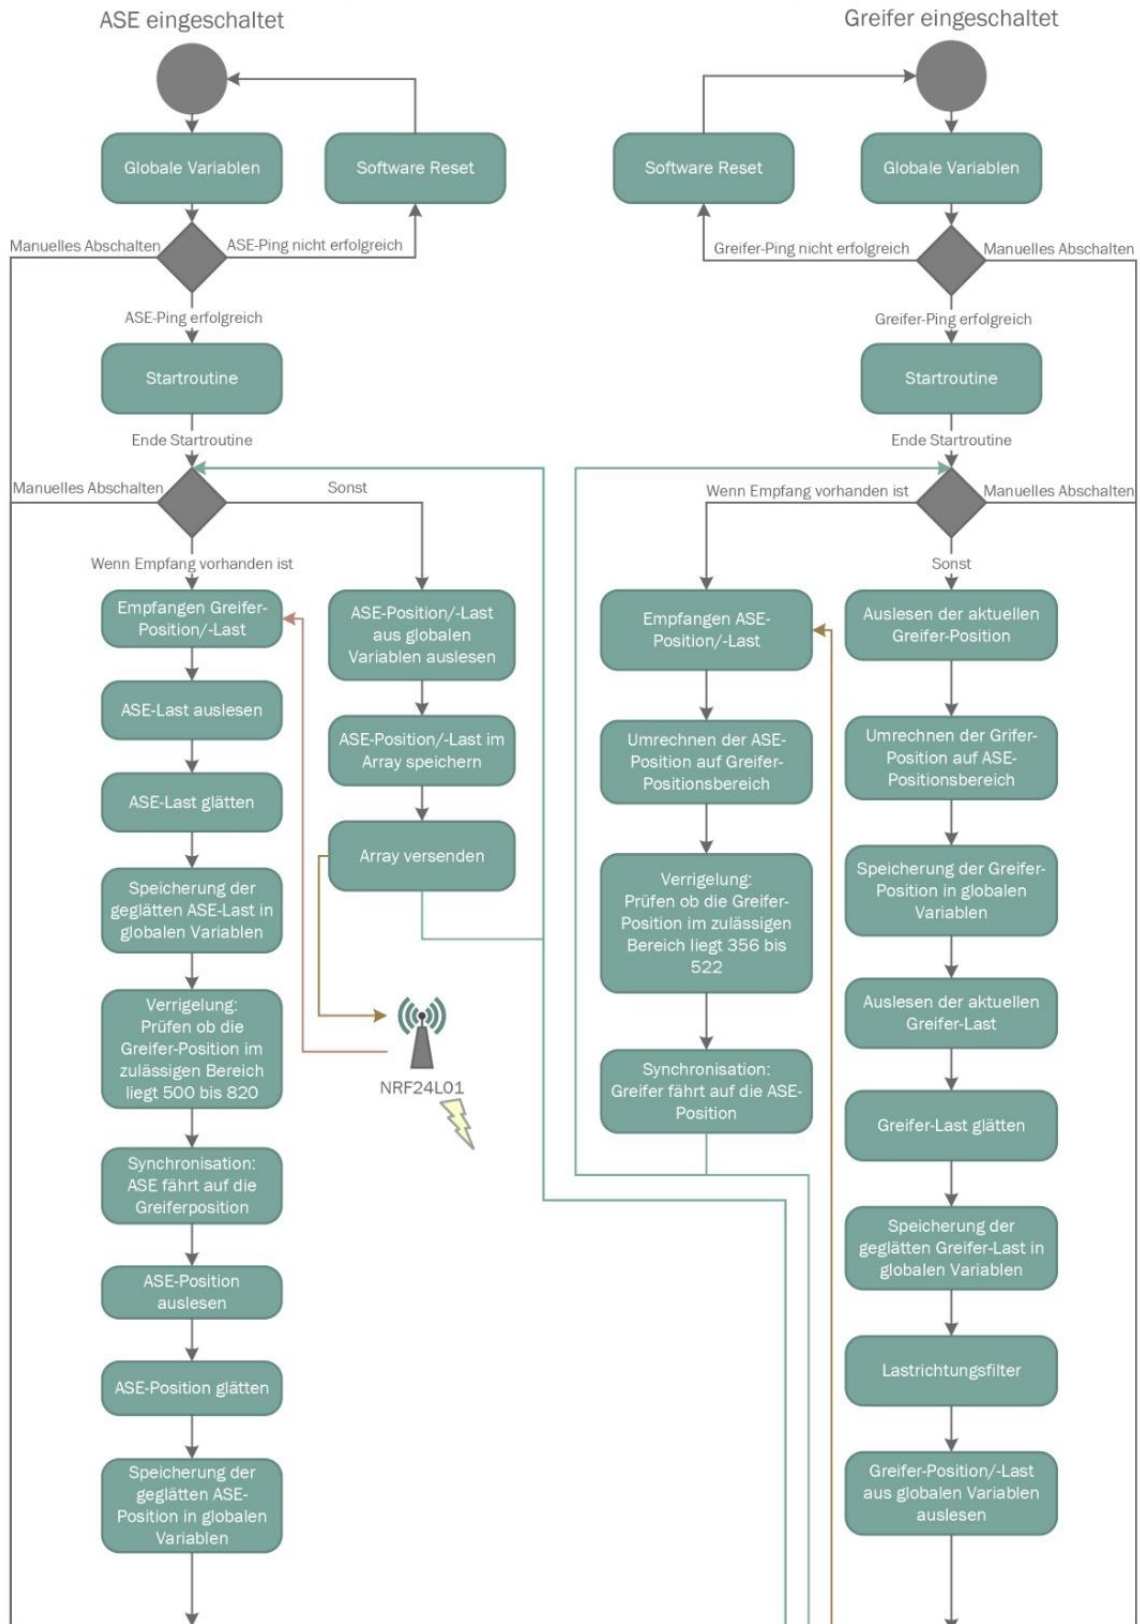 ASE eingeschaltet
Greifer eingeschaltet
Globale Variablen
Software Reset
Software Reset
Globale Variablen
Manuelles Abschalten
ASE-Ping nicht erfolgreich
Greifer-Ping nicht erfolgreich
Manuelles Abschalten
ASE-Ping erfolgreich
Greifer-Ping erfolgreich
Startroutine
Startroutine
Ende Startroutine
Ende Startroutine
Manuelles Abschalten
Sonst
Wenn Empfang vorhanden ist
Manuelles Abschalten
Wenn Empfang vorhanden ist
Sonst
Empfangen Greifer-
Position/-Last
ASE-Last auslesen
ASE-Last glätten
Speicherung der
geglätten ASE-Last in
globalen Variablen
Verrigelung:
Prüfen ob die
Greifer-Position im
zulässigen Bereich
liegt 500 bis 820
Synchronisation:
ASE fährt auf die
Greiferposition
ASE-Position
auslesen
ASE-Position glätten
Speicherung der
geglätten ASE-
Position in globalen
Variablen
ASE-Position/-Last
aus globalen
Variablen auslesen
ASE-Position/-Last im
Array speichern
Array versenden
NRF24L01
Empfangen ASE-
Position/-Last
Umrechnen der ASE-
Position auf Greifer-
Positionsbereich
Verrigelung:
Prüfen ob die Greifer-
Position im zulässigen
Bereich liegt 356 bis
522
Synchronisation:
Greifer fährt auf die ASE-
Position
Auslesen der aktuellen
Greifer-Position
Umrechnen der Grifer-
Position auf ASE-
Positionsbereich
Speicherung der Greifer-
Position in globalen
Variablen
Auslesen der aktuellen
Greifer-Last
Greifer-Last glätten
Speicherung der
geglätten Greifer-Last in
globalen Variablen
Lastrichtungsfilter
Greifer-Position/-Last
aus globalen Variablen
auslesen